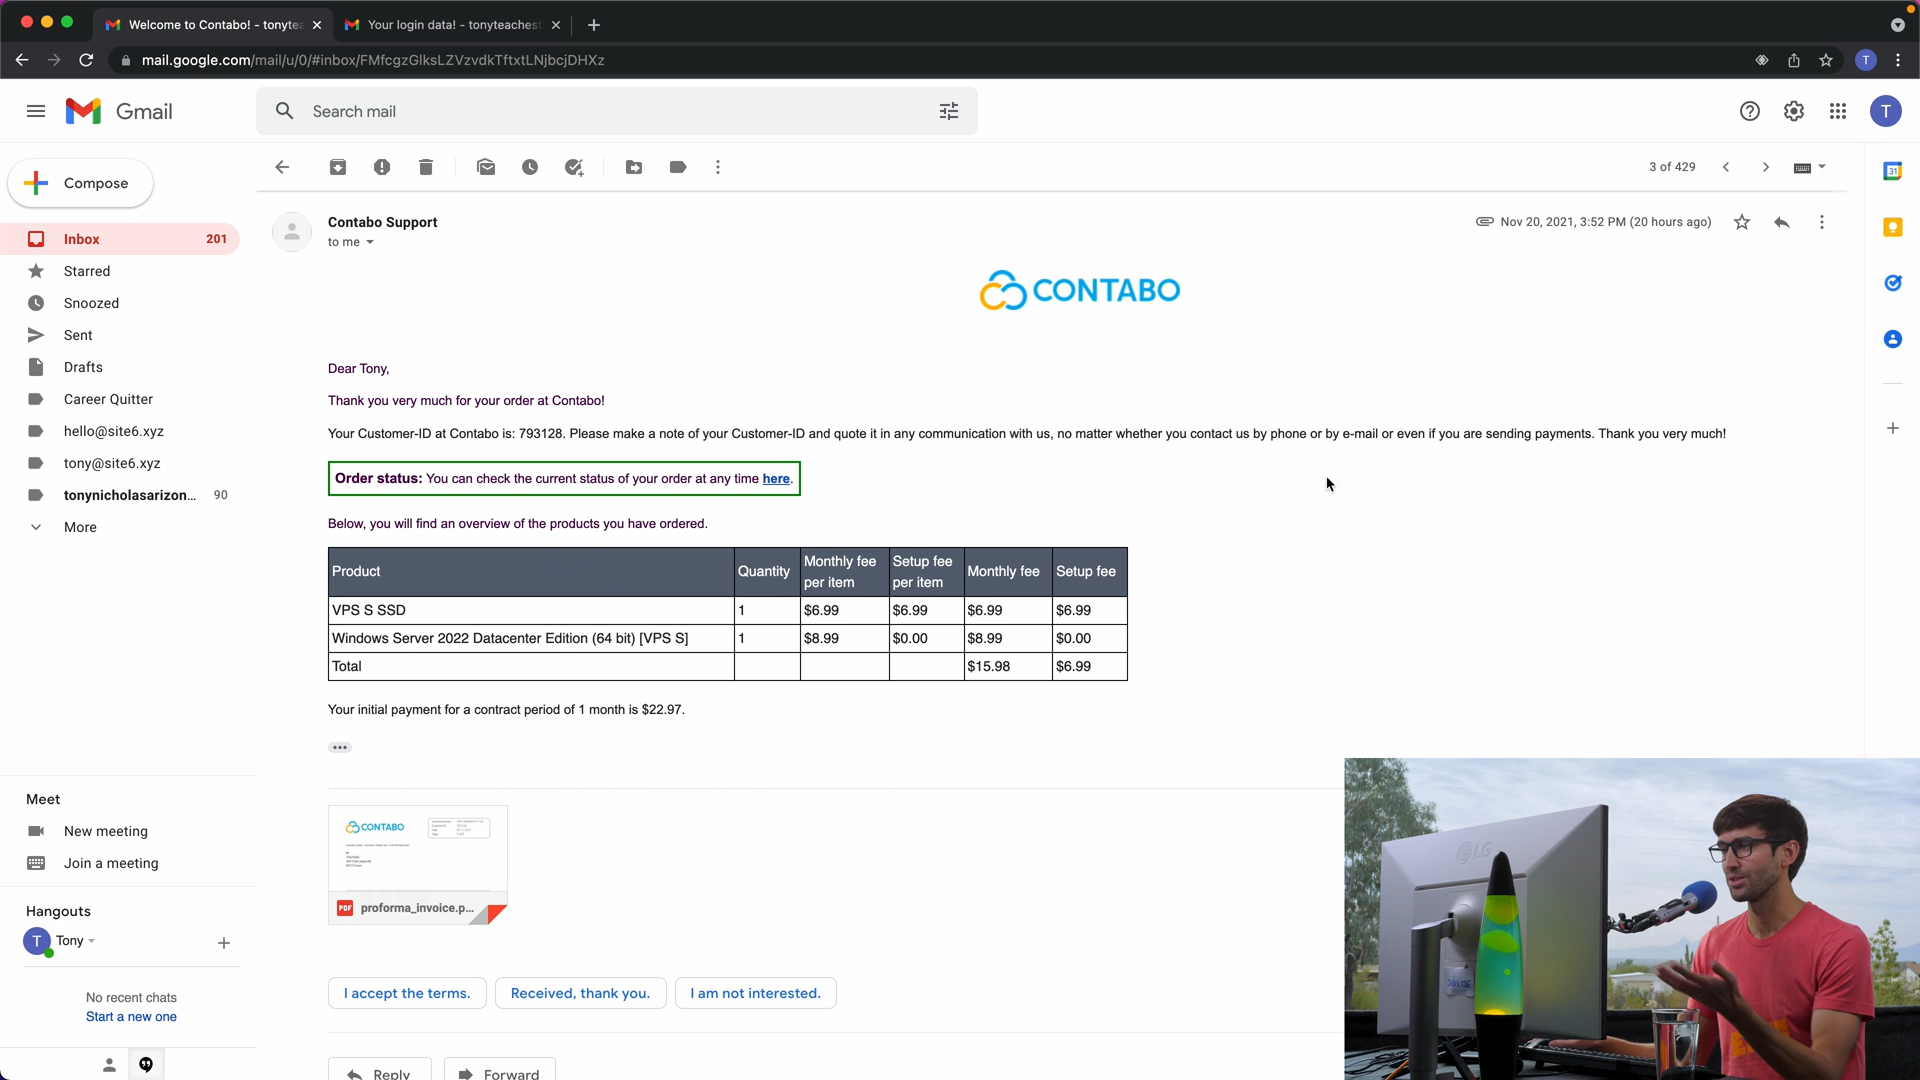 Welcome to Contabo! - tonytea
Your login data! - tonyteachest
mail.google.com/mail/u/0/#inbox/FMfcgzGlksLZVzvdkTftxtLNjbcjDHXz
T
Gmail
Search mail
T
Compose
3 of 429
31
Inbox 201
Starred
Snoozed
Sent
Drafts
Career Quitter
hello@site6.xyz
tony@site6.xyz
tonynicholasarizon... 90
More
Contabo Support
to me
Nov 20, 2021, 3:52 PM (20 hours ago)
CONTABO
Dear Tony,
Thank you very much for your order at Contabo!
Your Customer-ID at Contabo is: 793128. Please make a note of your Customer-ID and quote it in any communication with us, no matter whether you contact us by phone or by e-mail or even if you are sending payments. Thank you very much!
Order status: You can check the current status of your order at any time here.
Below, you will find an overview of the products you have ordered.
Product Quantity Monthly fee per item Setup fee per item Monthly fee Setup fee
VPS S SSD 1 $6.99 $6.99 $6.99 $6.99
Windows Server 2022 Datacenter Edition (64 bit) [VPS S] 1 $8.99 $0.00 $8.99 $0.00
Total $15.98 $6.99
Your initial payment for a contract period of 1 month is $22.97.
CONTABO
PDF proforma_invoice.p...
I accept the terms.
Received, thank you.
I am not interested.
Reply
Forward
Meet
New meeting
Join a meeting
Hangouts
T Tony
No recent chats
Start a new one
LG